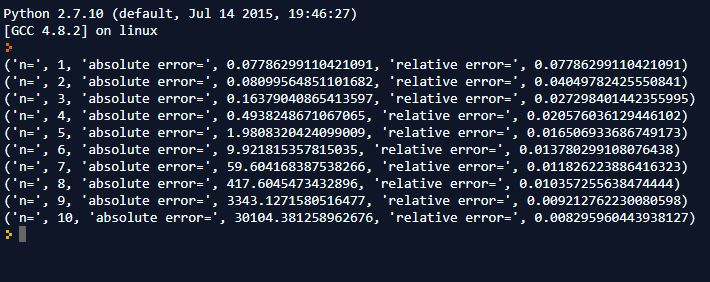 Python 2.7.10 (default, Jul 14 2015, 19:46:27)
[GCC 4.8.2] on linux
('n=', 1, 'absolute error=', 0.07786299110421091, 'relative error=', 0.07786299110421091)
('n=', 2, 'absolute error=', 0.08099564851101682, 'relative error=', 0.04049782425550841)
('n=', 3, 'absolute error=', 0.16379040865413597, 'relative error=', 0.027298401442355995)
('n=', 4, 'absolute error=', 0.4938248671067065, 'relative error=', 0.020576036129446102)
('n=', 5, 'absolute error=', 1.9808320424099009, 'relative error=', 0.016506933686749173)
('n=', 6, 'absolute error=', 9.921815357815035, 'relative error=', 0.013780299108076438)
('n=', 7, 'absolute error=', 59.604168387538266, 'relative error=', 0.011826223886416323)
('n=', 8, 'absolute error=', 417.6045473432896, 'relative error=', 0.010357255638474444)
('n=', 9, 'absolute error=', 3343.1271580516477, 'relative error=', 0.009212762230080598)
('n=', 10, 'absolute error=', 30104.381258962676, 'relative error=', 0.008295960443938127)